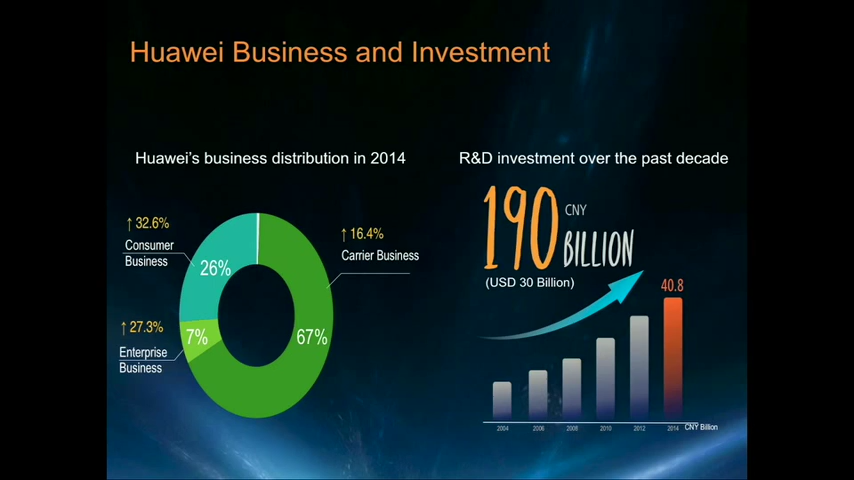 Huawei Business and Investment
Huawei's business distribution in 2014
↑ 32.6%
Consumer
Business
26%
↑ 16.4%
Carrier Business
↑ 27.3%
Enterprise
Business
7%
67%
R&D investment over the past decade
190 CNY
BILLION
(USD 30 Billion)
40.8
2004 2006 2008 2010 2012 2014 CNY Billion